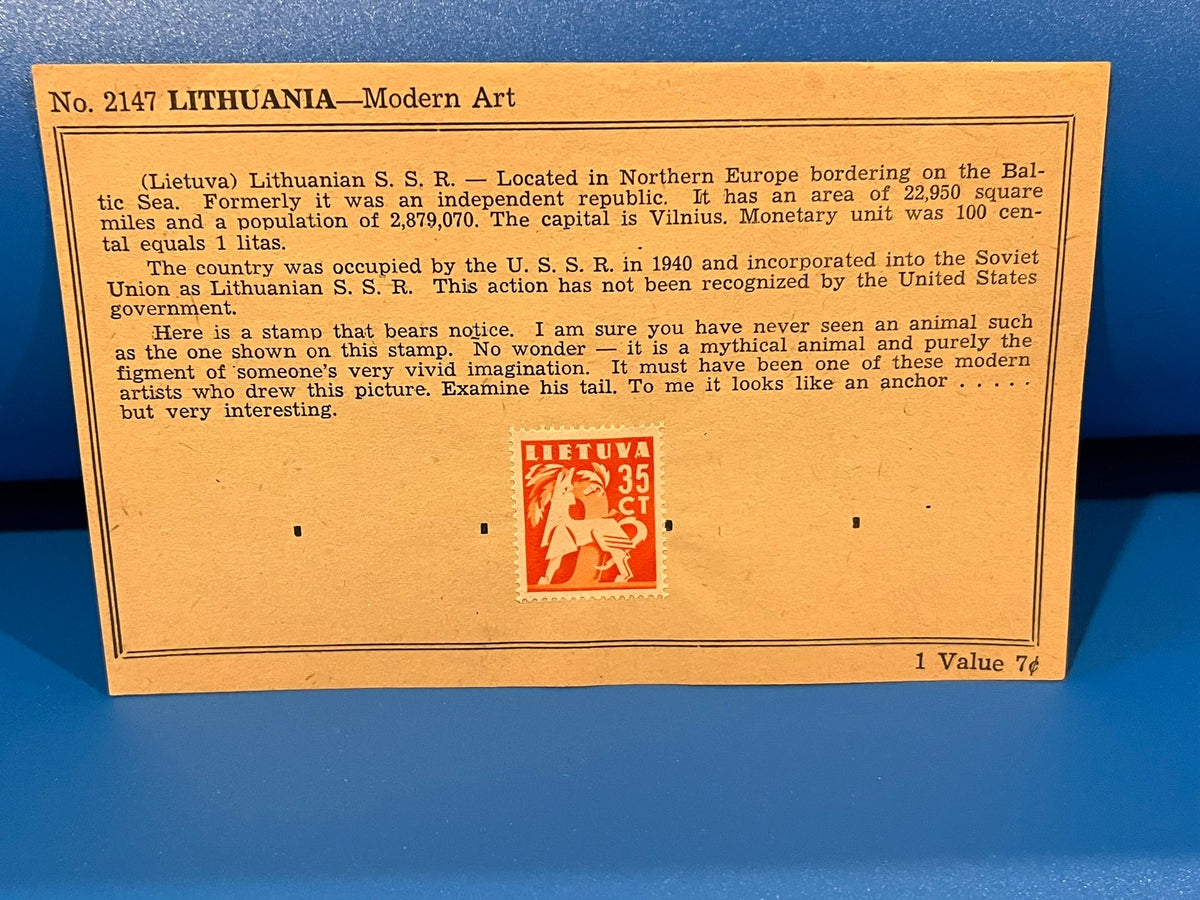 No. 2147 LITHUANIA—Modern Art
(Lietuva) Lithuanian S. S. R. — Located in Northern Europe bordering on the Bal-
tic Sea. Formerly it was an independent republic. It has an area of 22,950 square
miles and a population of 2,879,070. The capital is Vilnius. Monetary unit was 100 cen-
tal equals 1 litas.
The country was occupied by the U. S. S. R. in 1940 and incorporated into the Soviet
Union as Lithuanian S. S. R. This action has not been recognized by the United States
government.
Here is a stamp that bears notice. I am sure you have never seen an animal such
as the one shown on this stamp. No wonder — it is a mythical animal and purely the
figment of someone's very vivid imagination. It must have been one of these modern
artists who drew this picture. Examine his tail. To me it looks like an anchor . . . . .
but very interesting.
LIETUVA
35
CT
1 Value 7¢